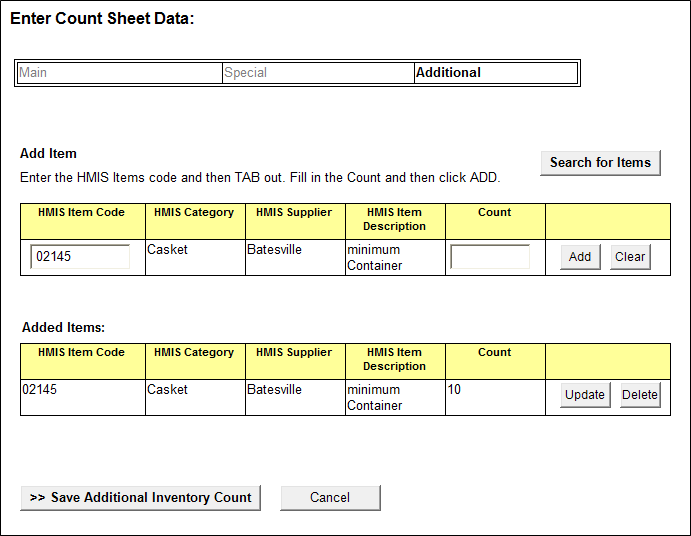 Enter Count Sheet Data:
Main Special Additional
Add Item
Search for Items
Enter the HMIS Items code and then TAB out. Fill in the Count and then click ADD.
HMIS Item Code HMIS Category HMIS Supplier HMIS Item Count
Description
02145 Casket Batesville minimum Add Clear
Container
Added Items:
HMIS Item Code HMIS Category HMIS Supplier HMIS Item Count
Description
02145 Casket Batesville minimum 10 Update Delete
Container
>> Save Additional Inventory Count Cancel